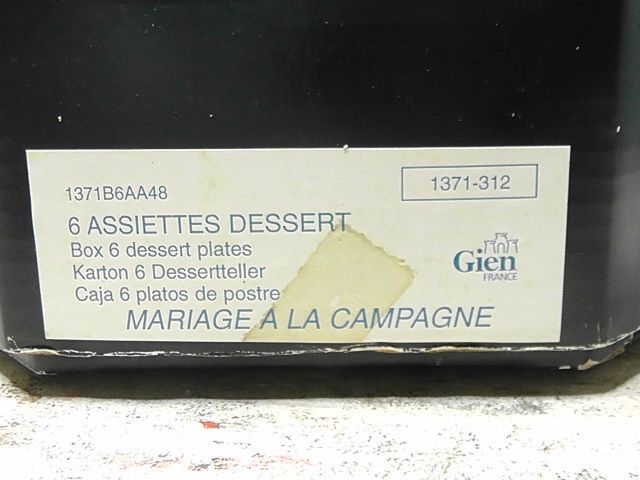 1371B6AA48
1371-312
6 ASSIETTES DESSERT
Box 6 dessert plates
Karton 6 Dessertteller
Caja 6 platos de postre
Gien
FRANCE
MARIAGE A LA CAMPAGNE